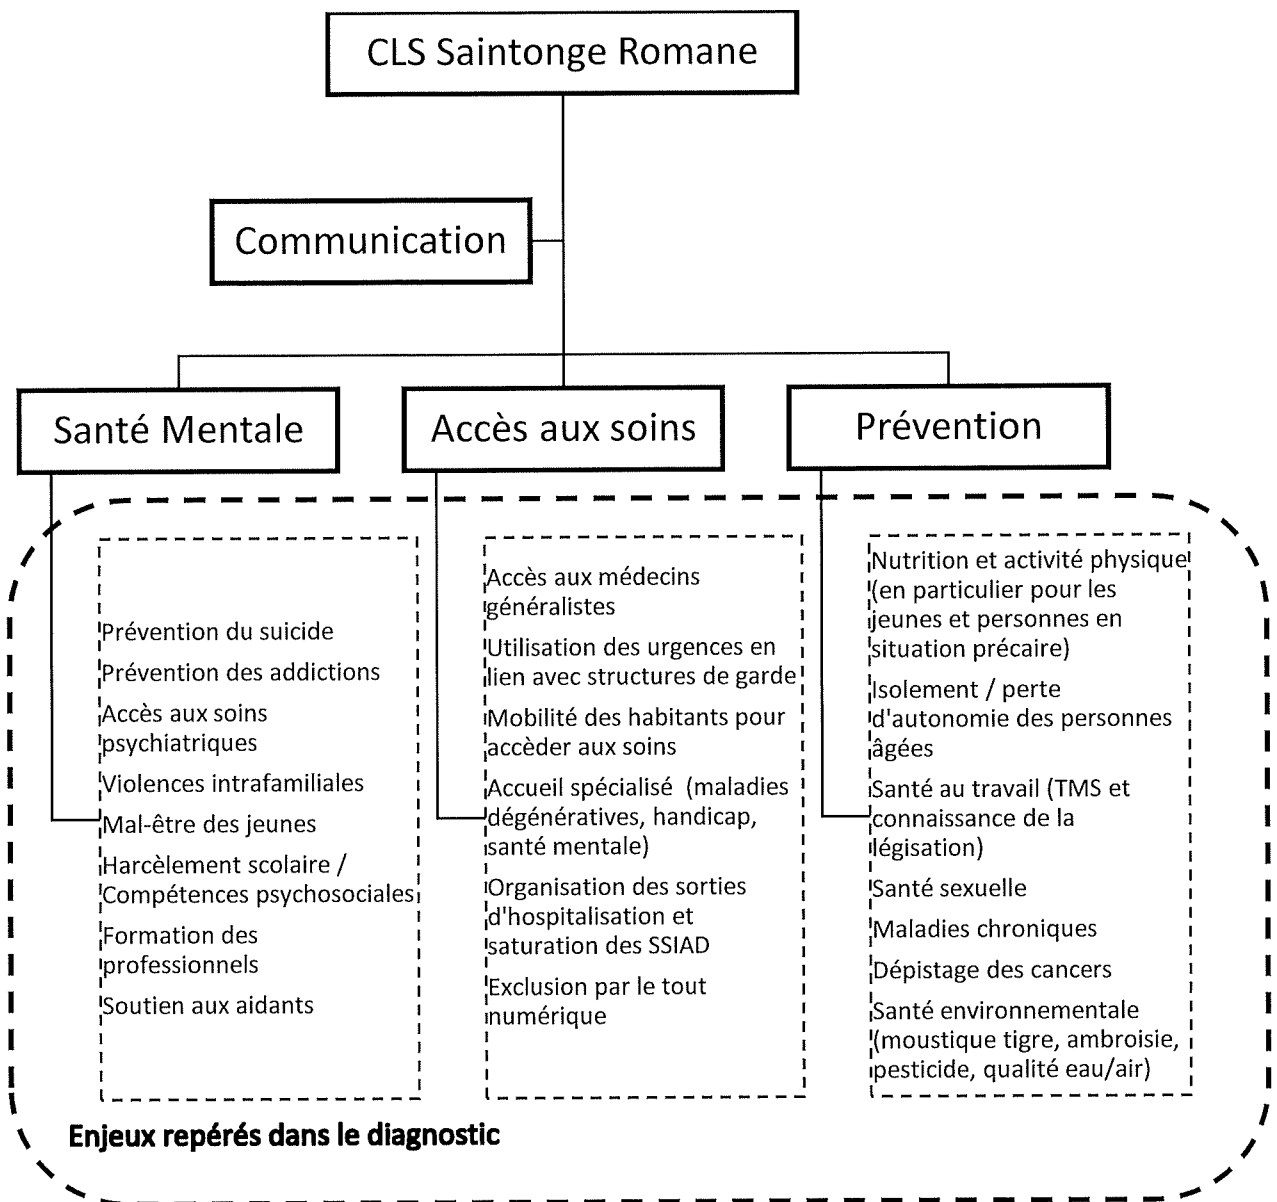 CLS Saintonge Romane
Communication
Santé Mentale
Accès aux soins
Prévention
Prévention du suicide
Prévention des addictions
Accès aux soins
psychiatriques
Violences intrafamiliales
Mal-être des jeunes
Harcèlement scolaire /
Compétences psychosociales
Formation des
professionnels
Soutien aux aidants
Accès aux médecins
généralistes
Utilisation des urgences en
lien avec structures de garde
Mobilité des habitants pour
accèder aux soins
Accueil spécialisé (maladies
dégénératives, handicap,
santé mentale)
Organisation des sorties
d'hospitalisation et
saturation des SSIAD
Exclusion par le tout
numérique
Nutrition et activité physique
(en particulier pour les
jeunes et personnes en
situation précaire)
Isolement / perte
d'autonomie des personnes
âgées
Santé au travail (TMS et
connaissance de la
législation)
Santé sexuelle
Maladies chroniques
Dépistage des cancers
Santé environnementale
(moustique tigre, ambroisie,
pesticide, qualité eau/air)
Enjeux repérés dans le diagnostic